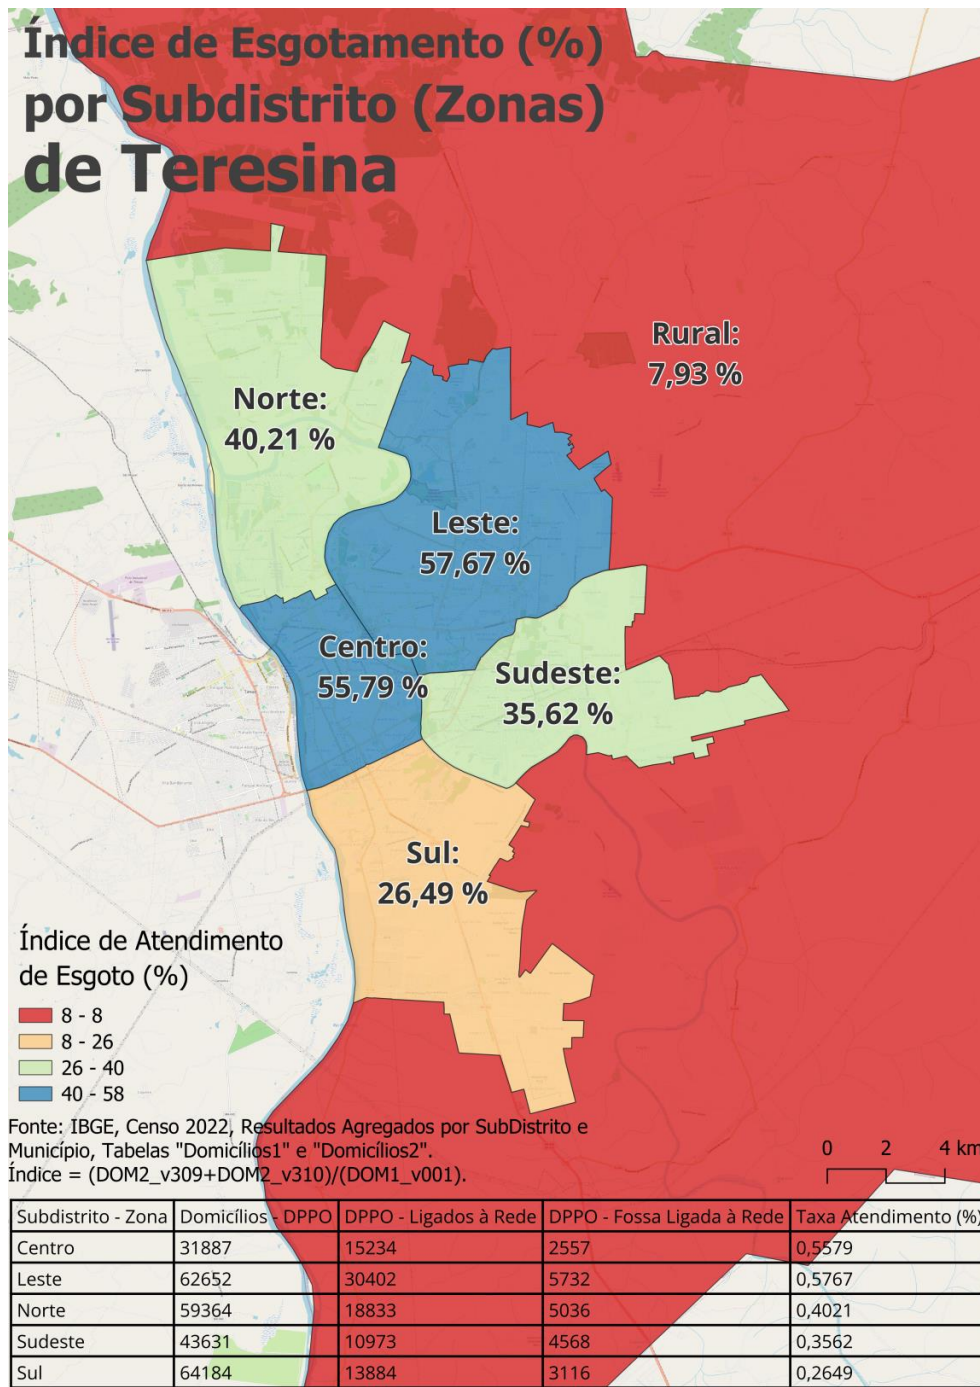 Índice de Esgotamento (%)
por Subdistrito (Zonas)
de Teresina
Rural:
7,93 %
Norte:
40,21 %
Leste:
57,67 %
Centro:
55,79 %
Sudeste:
35,62 %
Sul:
26,49 %
Índice de Atendimento
de Esgoto (%)
8 - 8
8 - 26
26 - 40
40 - 58
Fonte: IBGE, Censo 2022, Resultados Agregados por SubDistrito e
Município, Tabelas "Domicílios1" e "Domicílios2".
Índice = (DOM2_v309+DOM2_v310)/(DOM1_v001).
0 2 4 km
Subdistrito - Zona Domicílios - DPPO DPPO - Ligados à Rede DPPO - Fossa Ligada à Rede Taxa Atendimento (%)
Centro 31887 15234 2557 0,5579
Leste 62652 30402 5732 0,5767
Norte 59364 18833 5036 0,4021
Sudeste 43631 10973 4568 0,3562
Sul 64184 13884 3116 0,2649